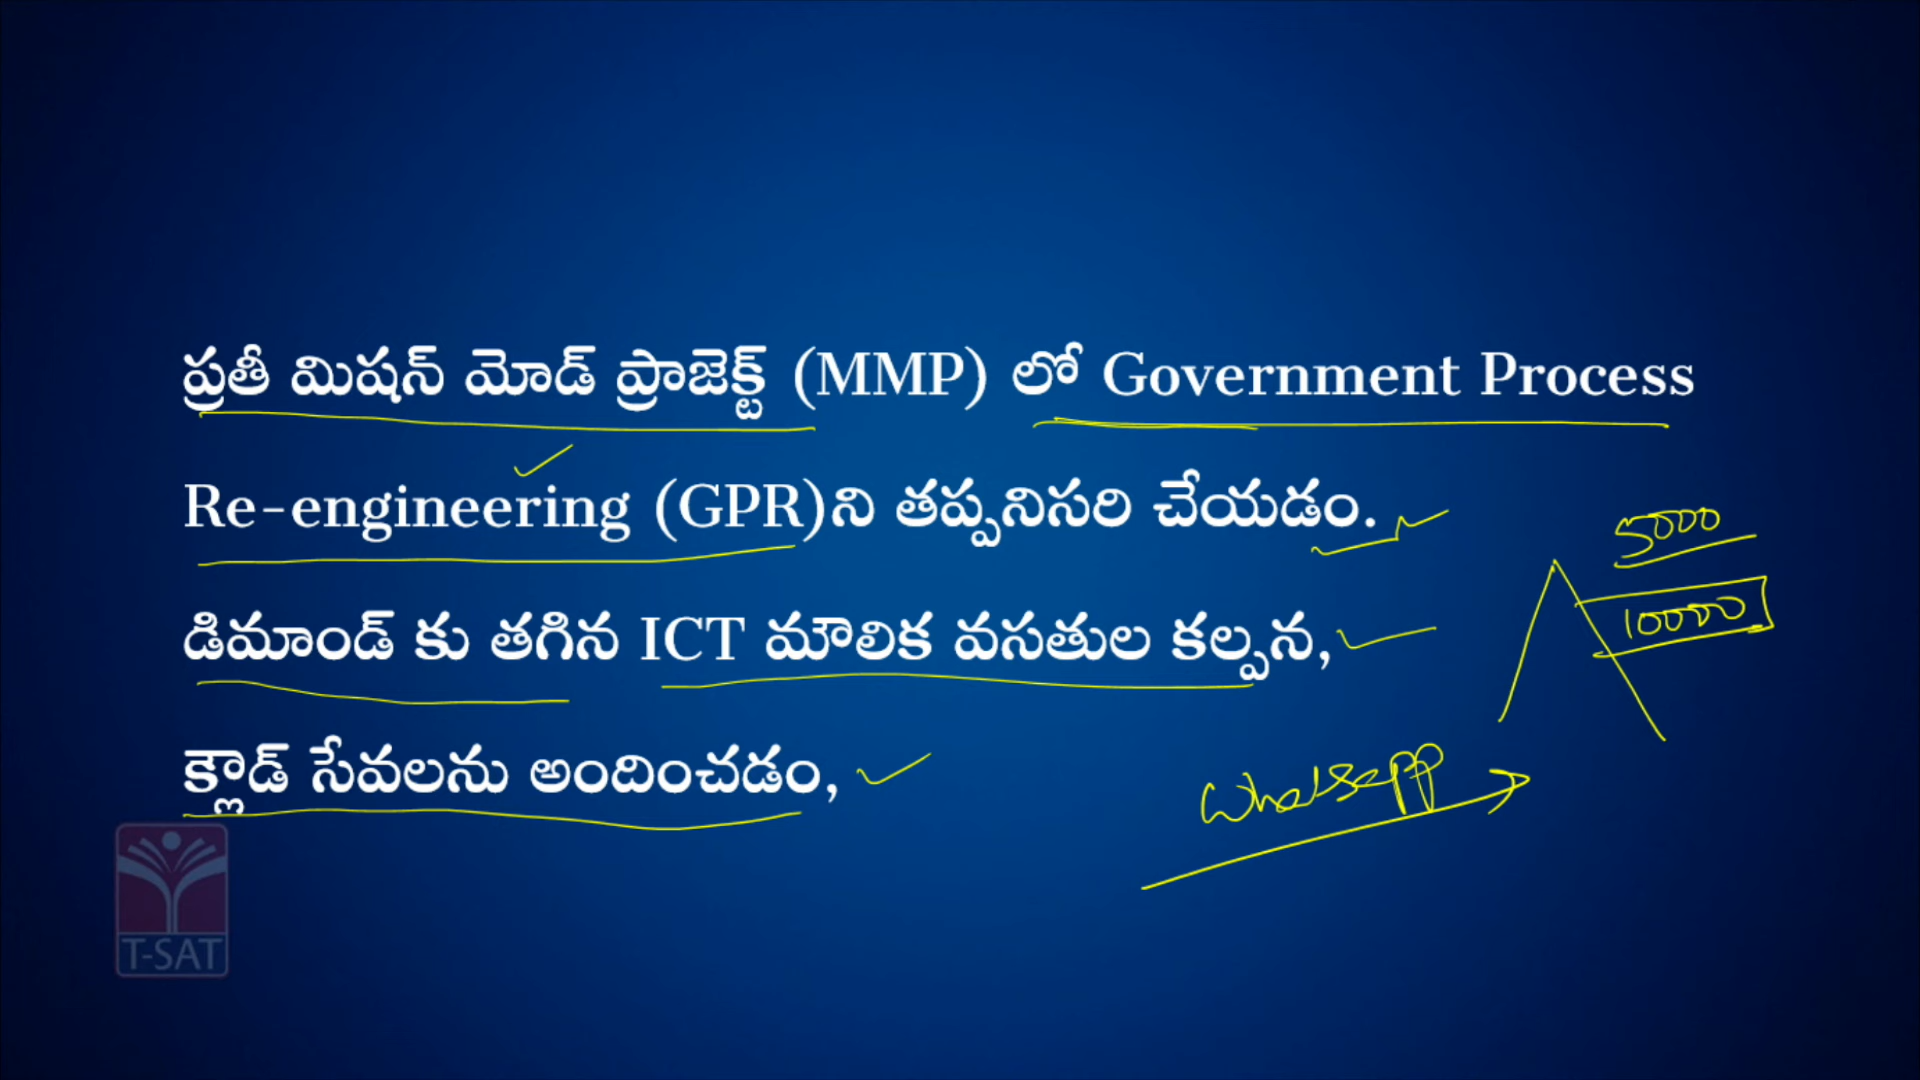 ప్రతీ మిషన్ మోడ్ ప్రాజెక్ట్ (MMP) లో Government Process
Re-engineering (GPR)ని తప్పనిసరి చేయడం.
5000
10000
డిమాండ్ కు తగిన ICT మౌలిక వసతుల కల్పన,
క్లౌడ్ సేవలను అందించడం,
Whatsapp
T-SAT